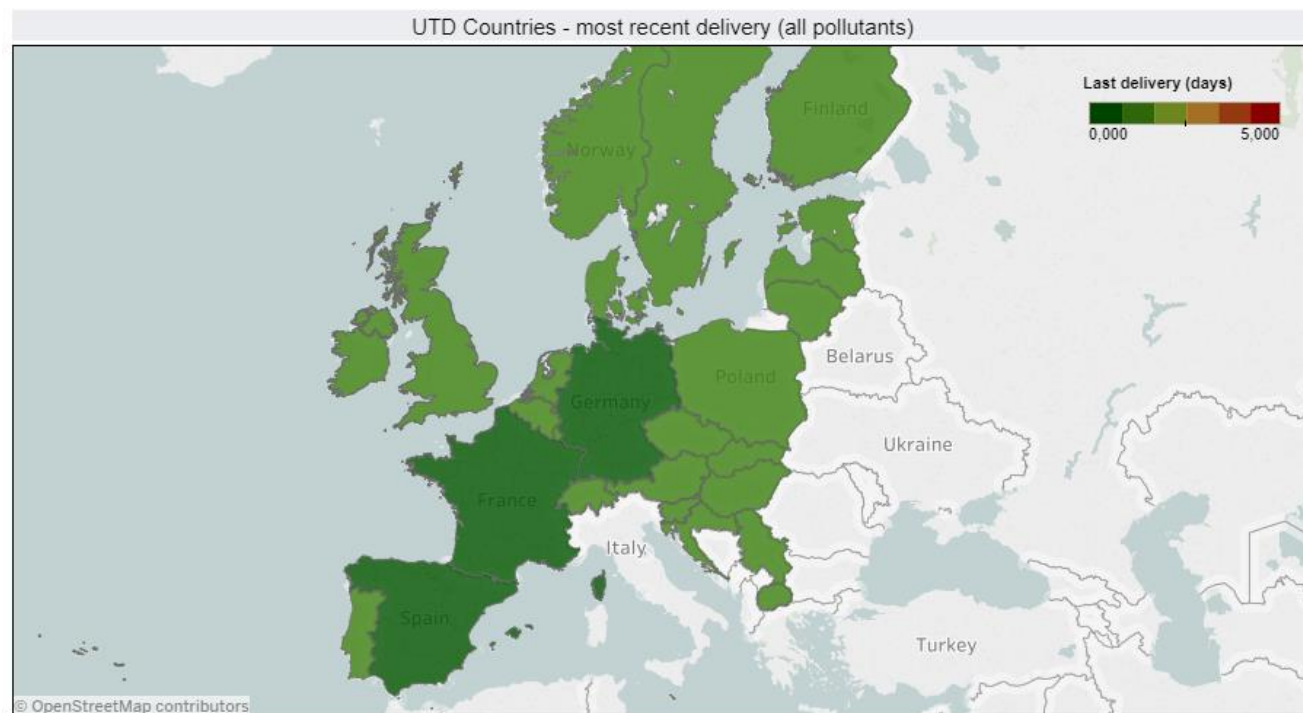 UTD Countries - most recent delivery (all pollutants)
Last delivery (days)
0,000 5,000
Finland
Norway
Belarus
Poland
Germany
Ukraine
France
Italy
Spain
Turkey
© OpenStreetMap contributors